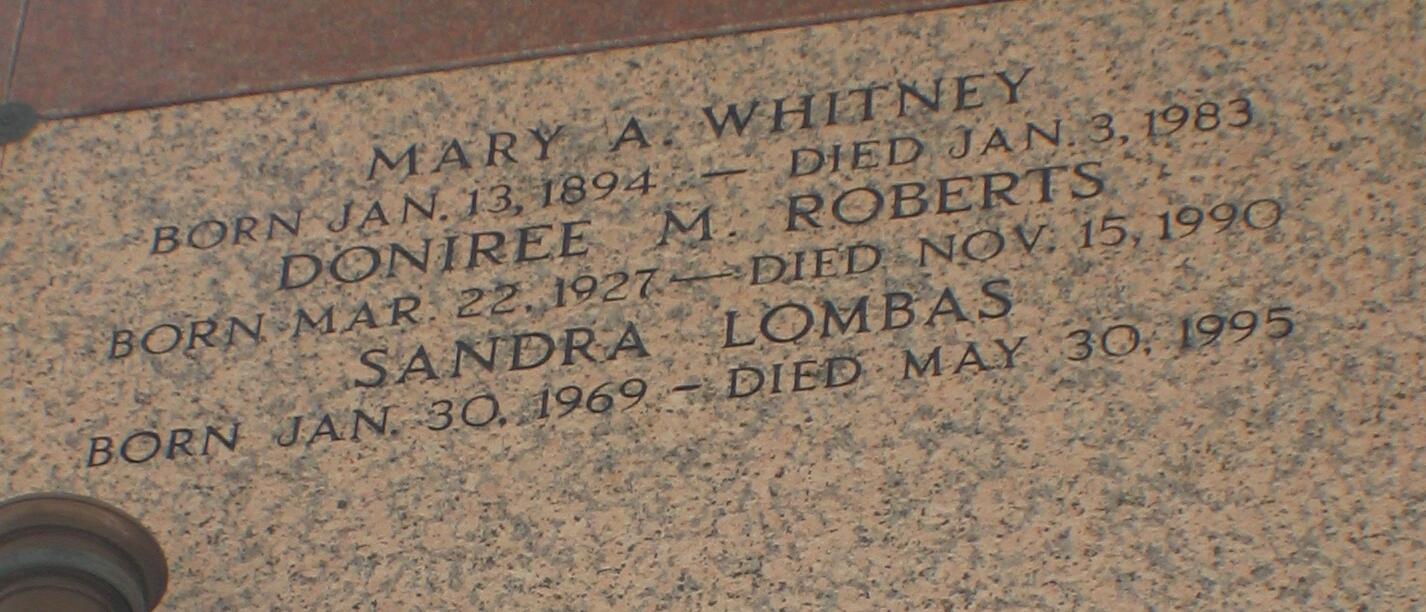 MARY A. WHITNEY
BORN JAN. 13, 1894 — DIED JAN. 3, 1983
DONIREE M. ROBERTS
BORN MAR. 22, 1927 — DIED NOV. 15, 1990
SANDRA LOMBAS
BORN JAN. 30, 1969 – DIED MAY 30, 1995